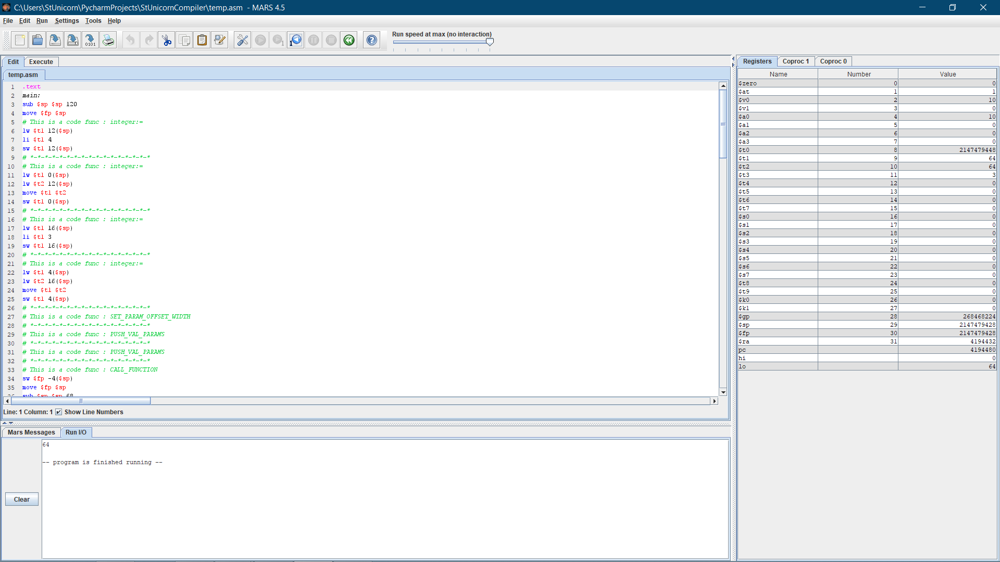 C:\Users\StUnicorn\PycharmProjects\StUnicornCompiler\temp.asm - MARS 4.5
File Edit Run Settings Tools Help
Run speed at max (no interaction)
Edit Execute
temp.asm
1 .text
2 main:
3 sub $sp $sp 120
4 move $fp $sp
5 # This is a code func : integer:=
6 lw $t1 12($sp)
7 li $t1 4
8 sw $t1 12($sp)
9 # *-*-*-*-*-*-*-*-*-*-*-*-*-*-*-*-*
10 # This is a code func : integer:=
11 lw $t1 0($sp)
12 lw $t2 12($sp)
13 move $t1 $t2
14 sw $t1 0($sp)
15 # *-*-*-*-*-*-*-*-*-*-*-*-*-*-*-*-*
16 # This is a code func : integer:=
17 lw $t1 16($sp)
18 li $t1 3
19 sw $t1 16($sp)
20 # *-*-*-*-*-*-*-*-*-*-*-*-*-*-*-*-*
21 # This is a code func : integer:=
22 lw $t1 4($sp)
23 lw $t2 16($sp)
24 move $t1 $t2
25 sw $t1 4($sp)
26 # *-*-*-*-*-*-*-*-*-*-*-*-*-*-*-*-*
27 # This is a code func : SET_PARAM_OFFSET_WIDTH
28 # *-*-*-*-*-*-*-*-*-*-*-*-*-*-*-*-*
29 # This is a code func : PUSH_VAL_PARAMS
30 # *-*-*-*-*-*-*-*-*-*-*-*-*-*-*-*-*
31 # This is a code func : PUSH_VAL_PARAMS
32 # *-*-*-*-*-*-*-*-*-*-*-*-*-*-*-*-*
33 # This is a code func : CALL_FUNCTION
34 sw $fp -4($sp)
35 move $fp $sp
36 sub $sp $sp 68
Line: 1 Column: 1 Show Line Numbers
Mars Messages Run I/O
64
-- program is finished running --
Clear
Registers Coproc 1 Coproc 0
Name Number Value
$zero 0 0
$at 1 1
$v0 2 10
$v1 3 0
$a0 4 10
$a1 5 0
$a2 6 0
$a3 7 0
$t0 8 2147479448
$t1 9 64
$t2 10 64
$t3 11 3
$t4 12 0
$t5 13 0
$t6 14 0
$t7 15 0
$s0 16 0
$s1 17 0
$s2 18 0
$s3 19 0
$s4 20 0
$s5 21 0
$s6 22 0
$s7 23 0
$t8 24 0
$t9 25 0
$k0 26 0
$k1 27 0
$gp 28 268468224
$sp 29 2147479428
$fp 30 2147479428
$ra 31 4194432
pc 4194480
hi 0
lo 64